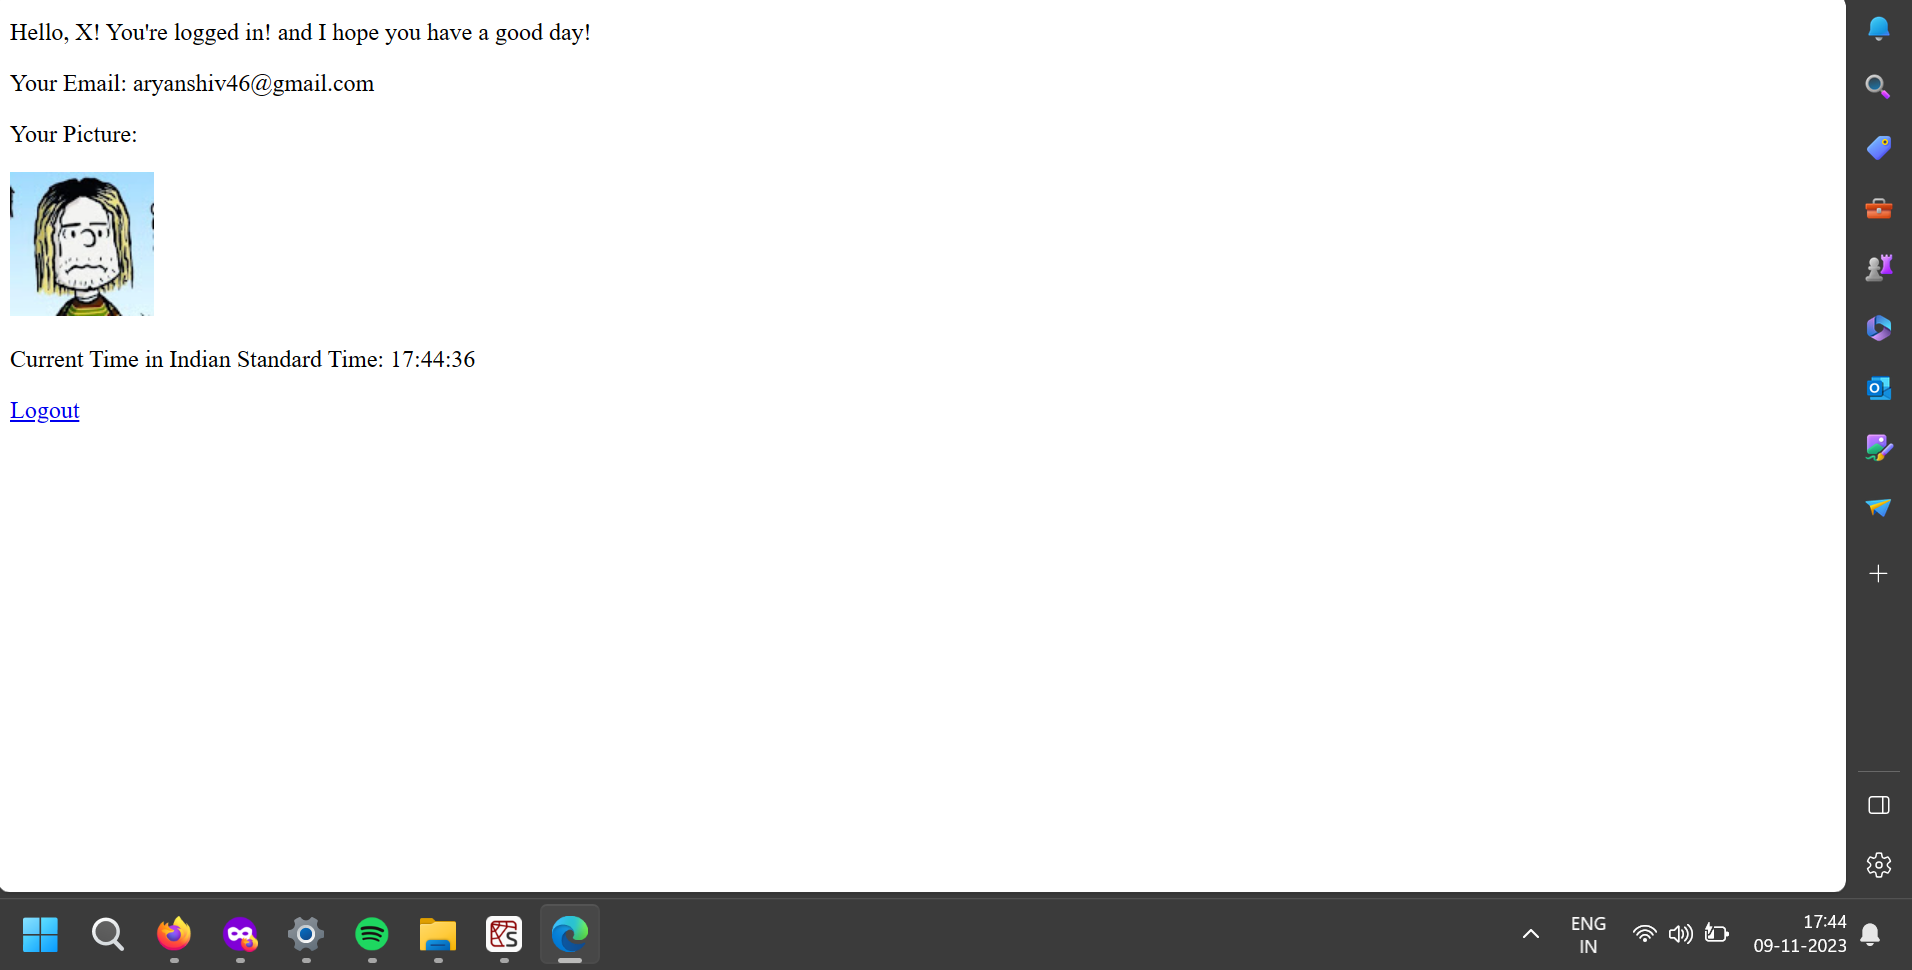 Hello, X! You're logged in! and I hope you have a good day!
Your Email: aryanshiv46@gmail.com
Your Picture:
Current Time in Indian Standard Time: 17:44:36
Logout
ENG
IN
17:44
09-11-2023